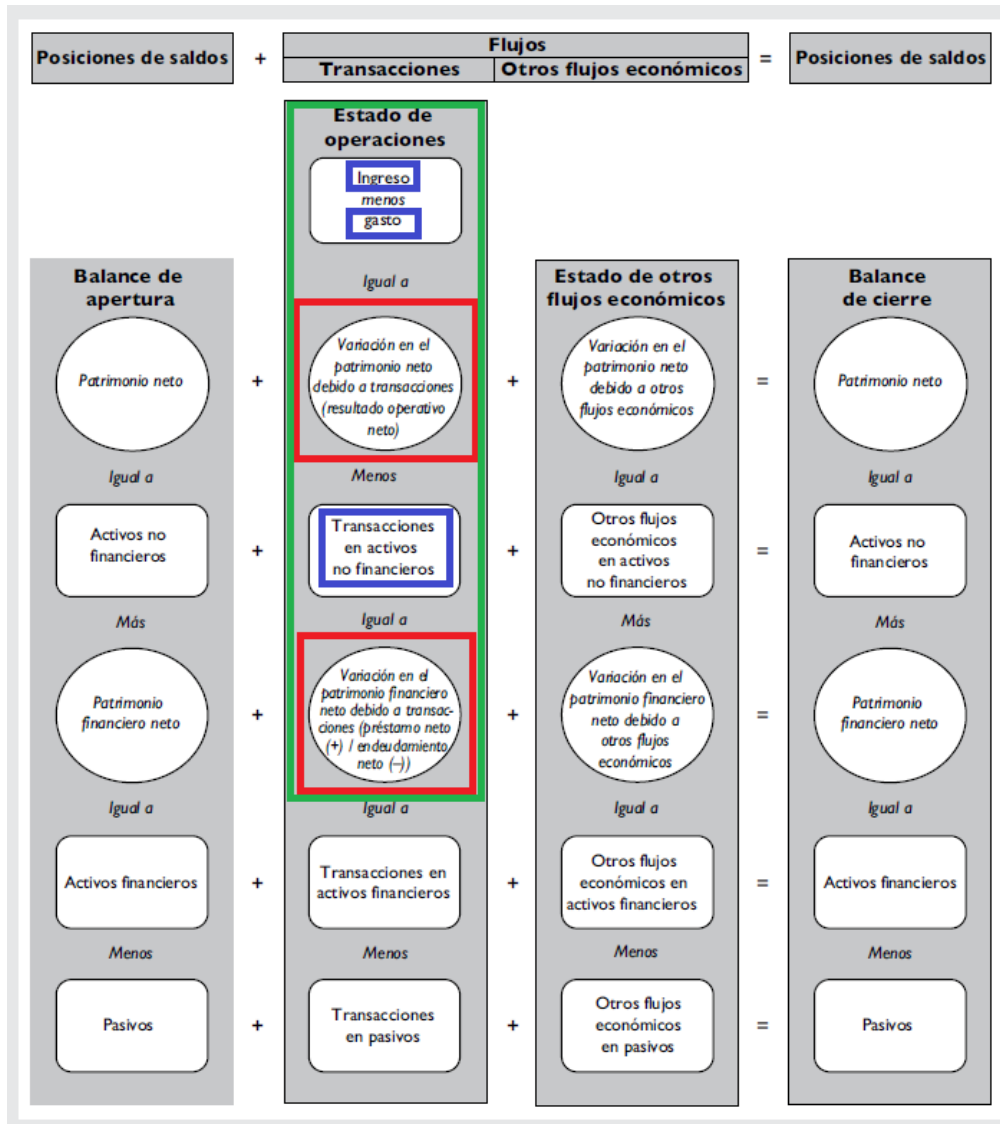 Posiciones de saldos
+
Flujos
Transacciones
Otros flujos económicos
=
Posiciones de saldos
Estado de
operaciones
Ingreso
menos
gasto
Igual a
Variación en el
patrimonio neto
debido a transacciones
(resultado operativo
neto)
Menos
Transacciones
en activos
no financieros
Igual a
Variación en el
patrimonio financiero
neto debido a transac-
ciones (préstamo neto
(+) / endeudamiento
neto (–))
Igual a
Transacciones en
activos financieros
Menos
Transacciones
en pasivos
Balance de
apertura
Patrimonio neto
Igual a
Activos no
financieros
Más
Patrimonio
financiero neto
Igual a
Activos financieros
Menos
Pasivos
+
+
+
+
+
Estado de otros
flujos económicos
Variación en el
patrimonio neto
debido a otros
flujos económicos
Igual a
Otros flujos
económicos
en activos
no financieros
Más
Variación en el
patrimonio financiero
neto debido a
otros flujos
económicos
Igual a
Otros flujos
económicos en
activos financieros
Menos
Otros flujos
económicos
en pasivos
+
+
+
+
+
Balance
de cierre
Patrimonio neto
Igual a
Activos no
financieros
Más
Patrimonio
financiero neto
Igual a
Activos financieros
Menos
Pasivos
=
=
=
=
=